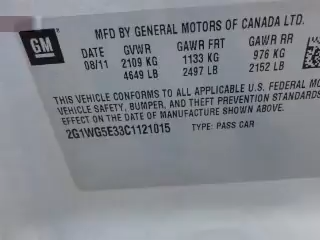 MFD BY GENERAL MOTORS OF CANADA LTD.
GM
DATE GVWR GAWR FRT GAWR RR
08/11 2109 KG 1133 KG 976 KG
4649 LB 2497 LB 2152 LB
THIS VEHICLE CONFORMS TO ALL APPLICABLE U.S. FEDERAL
VEHICLE SAFETY, BUMPER, AND THEFT PREVENTION STANDARDS
EFFECT ON THE DATE OF MANUFACTURE SHOWN ABOVE.
2G1WG5E33C1121015 TYPE: PASS CAR